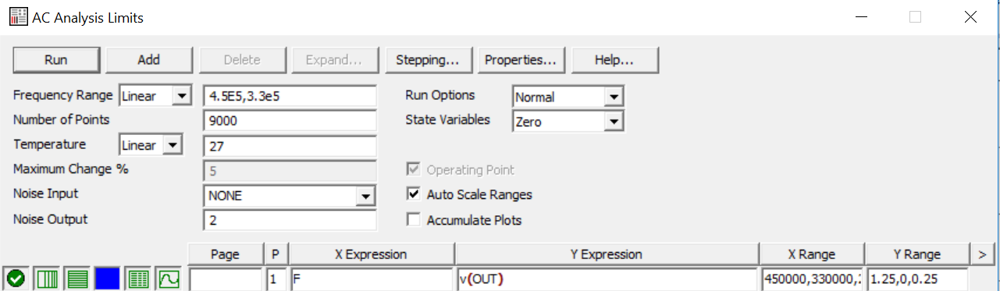 AC Analysis Limits
Run Add Delete Expand... Stepping... Properties... Help...
Frequency Range Linear 4.5E5,3.3e5 Run Options Normal
Number of Points 9000 State Variables Zero
Temperature Linear 27
Maximum Change % 5 Operating Point
Noise Input NONE Auto Scale Ranges
Noise Output 2 Accumulate Plots
Page P X Expression Y Expression X Range Y Range >
1 F v(OUT) 450000,330000, 1.25,0,0.25